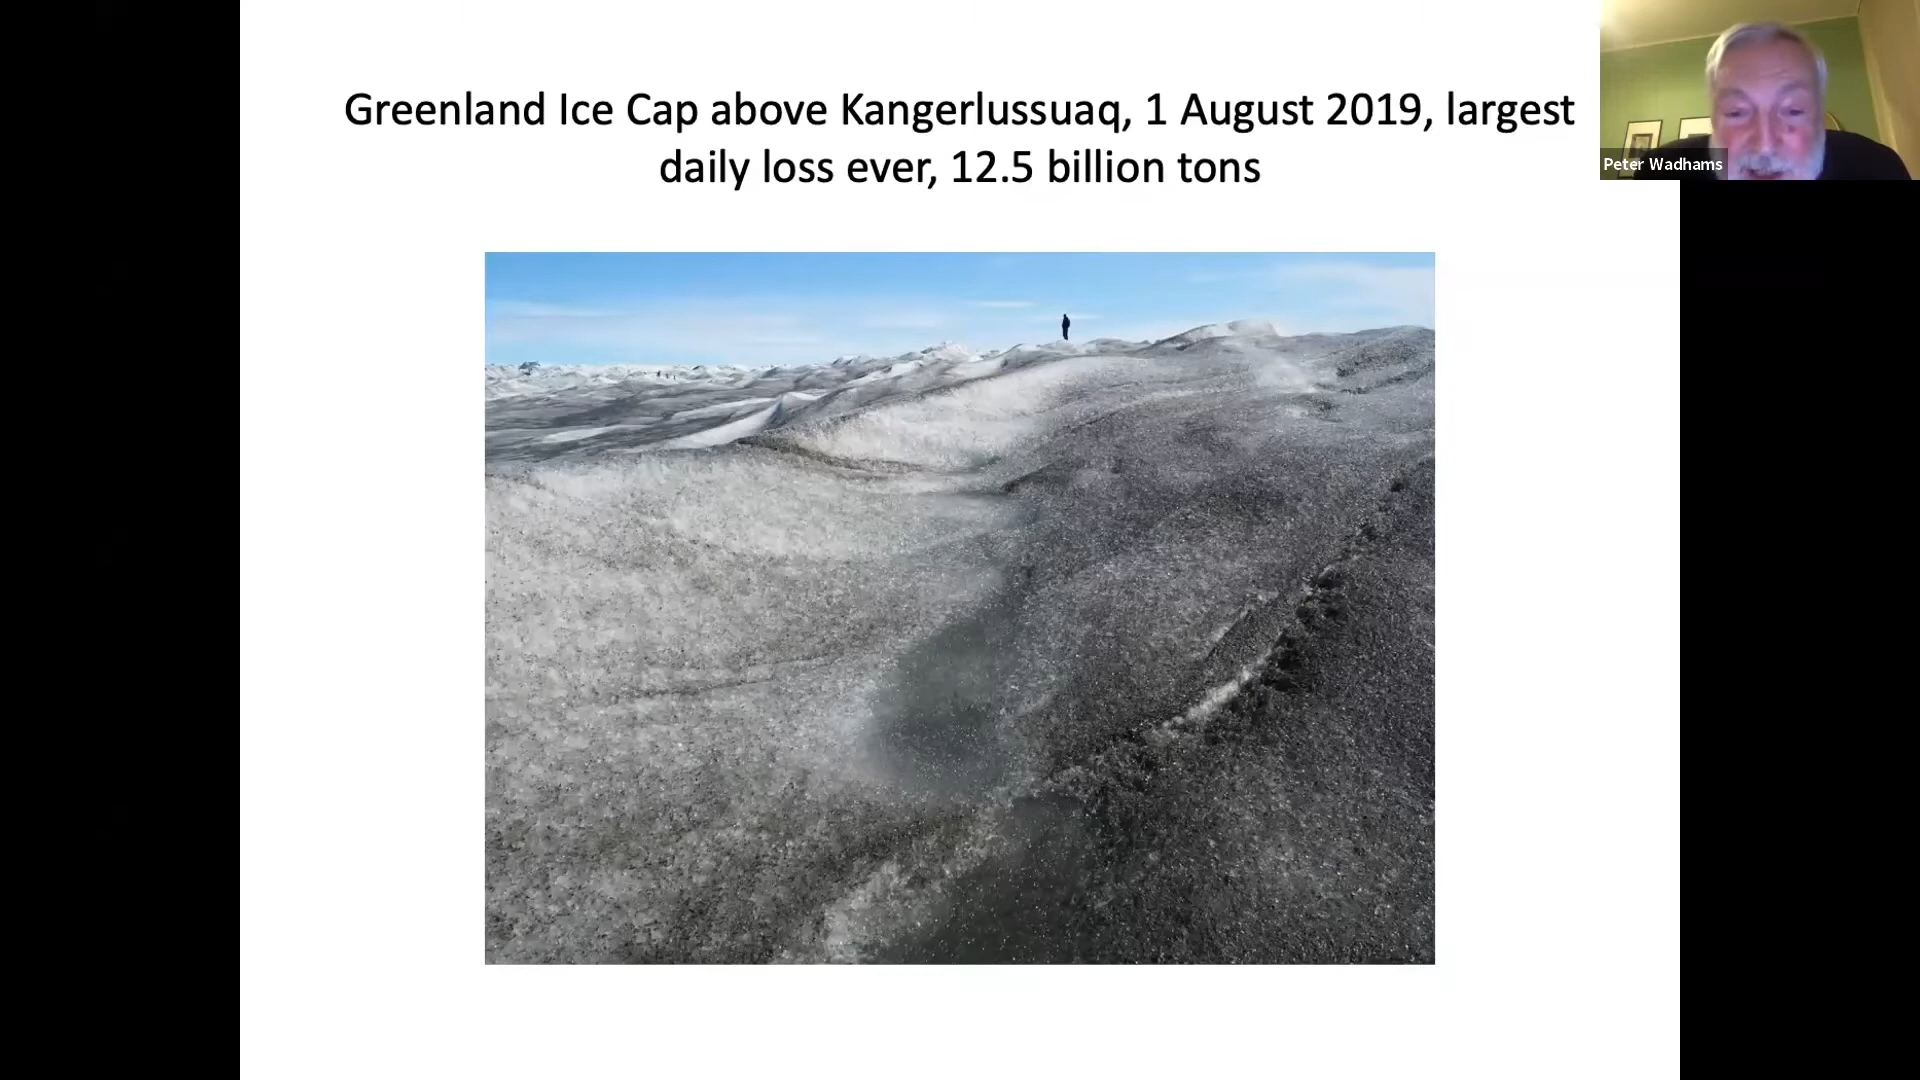 Greenland Ice Cap above Kangerlussuaq, 1 August 2019, largest
daily loss ever, 12.5 billion tons
Peter Wadhams